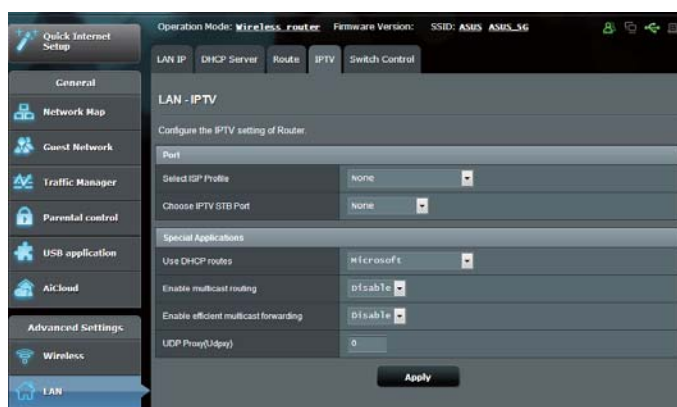 Quick Internet
Setup
Operation Mode: Wireless router Firmware Version: SSID: ASUS ASUS_5G
LAN IP DHCP Server Route IPTV Switch Control
General
Network Map
Guest Network
Traffic Manager
Parental control
USB application
AiCloud
Advanced Settings
Wireless
LAN
LAN - IPTV
Configure the IPTV setting of Router.
Port
Select ISP Profile None
Choose IPTV STB Port None
Special Applications
Use DHCP routes Microsoft
Enable multicast routing Disable
Enable efficient multicast forwarding Disable
UDP Proxy(Udpxy) 0
Apply